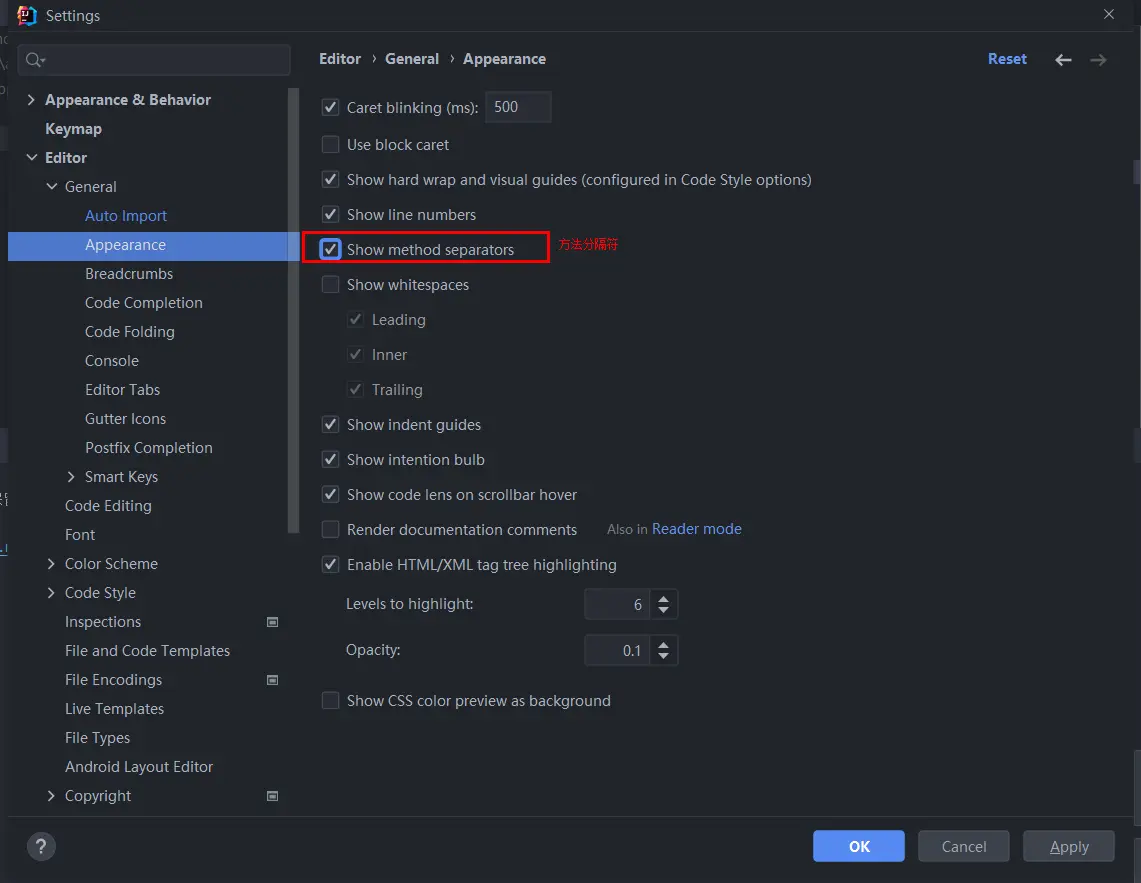 Settings
Editor › General › Appearance
Reset
Appearance & Behavior
Keymap
Editor
General
Auto Import
Appearance
Breadcrumbs
Code Completion
Code Folding
Console
Editor Tabs
Gutter Icons
Postfix Completion
Smart Keys
Code Editing
Font
Color Scheme
Code Style
Inspections
File and Code Templates
File Encodings
Live Templates
File Types
Android Layout Editor
Copyright
Caret blinking (ms): 500
Use block caret
Show hard wrap and visual guides (configured in Code Style options)
Show line numbers
Show method separators 方法分隔符
Show whitespaces
Leading
Inner
Trailing
Show indent guides
Show intention bulb
Show code lens on scrollbar hover
Render documentation comments Also in Reader mode
Enable HTML/XML tag tree highlighting
Levels to highlight: 6
Opacity: 0.1
Show CSS color preview as background
?
OK Cancel Apply